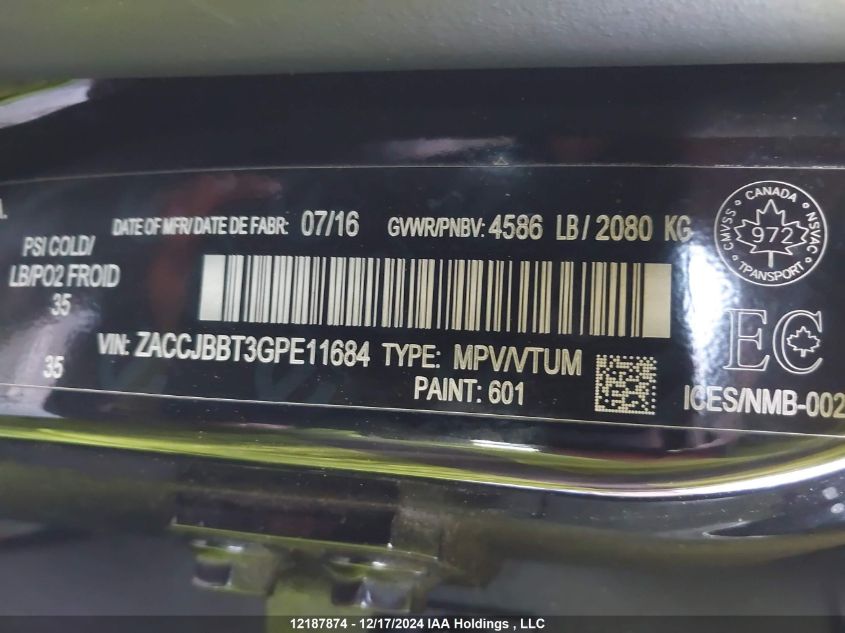 DATE OF MFR/DATE DE FABR: 07/16 GVWR/PNBV: 4586 LB / 2080 KG
PSI COLD/
LB/PO2 FROID
35
35
VIN: ZACCJBBT3GPE11684 TYPE: MPV/VTUM
PAINT: 601
CANADA
CMVSS 972 NSVAC
TRANSPORT
EC
ICES/NMB-002
12187874 - 12/17/2024 IAA Holdings , LLC